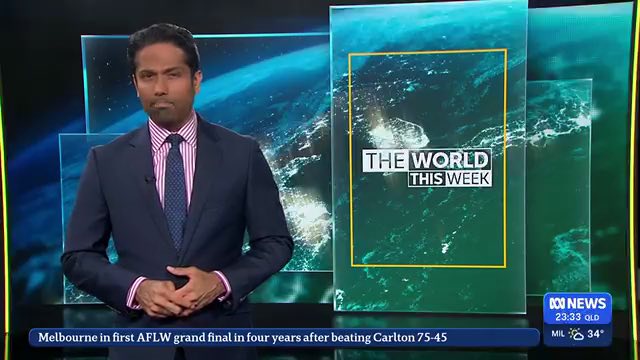 THE WORLD
THIS WEEK
NEWS
23:33 QLD
MIL 34°
Melbourne in first AFLW grand final in four years after beating Carlton 75-45